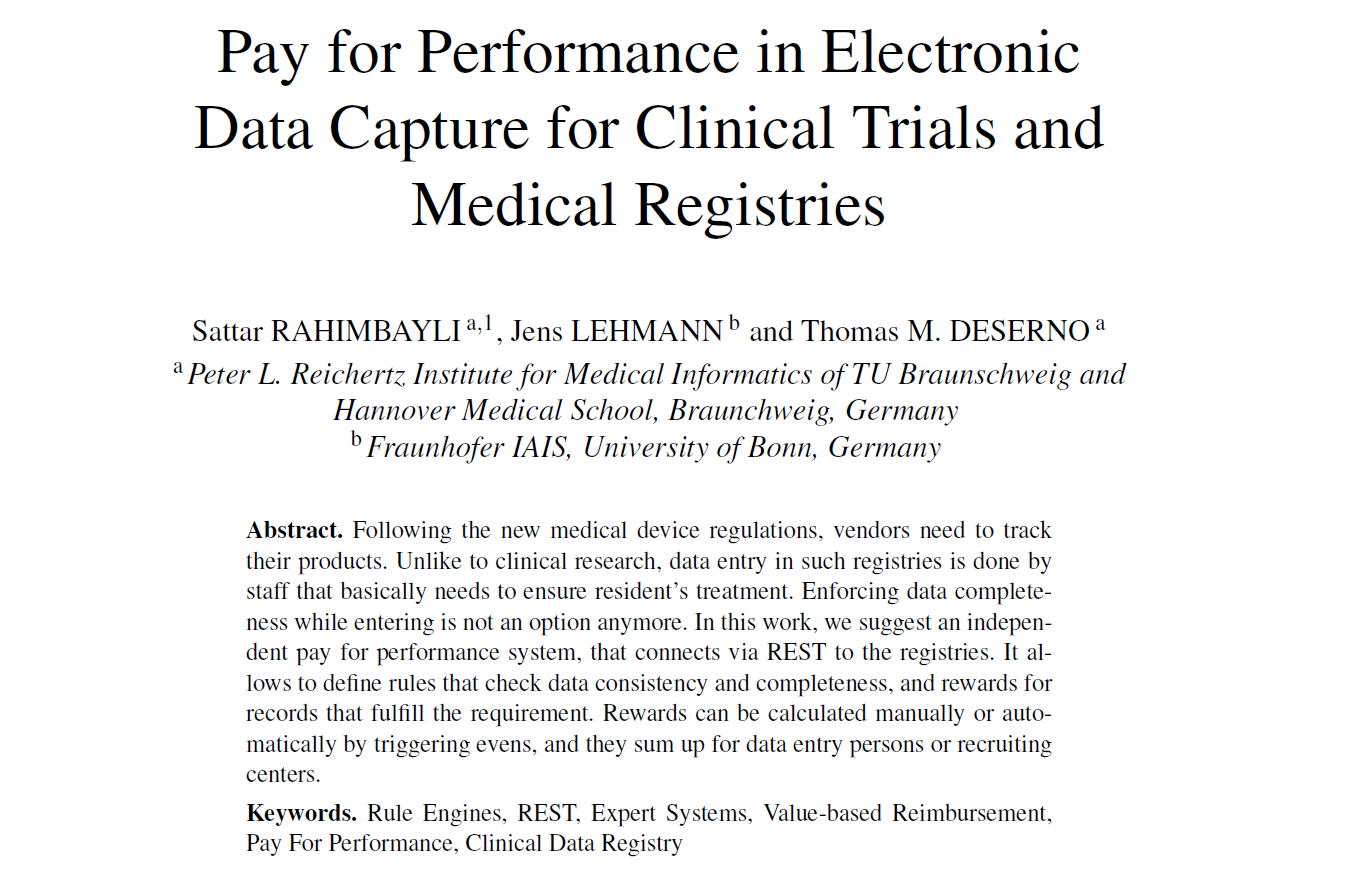 Pay for Performance in Electronic
Data Capture for Clinical Trials and
Medical Registries
Sattar RAHIMBAYLI a,1, Jens LEHMANN b and Thomas M. DESERNO a
a Peter L. Reichertz Institute for Medical Informatics of TU Braunschweig and
Hannover Medical School, Braunchweig, Germany
b Fraunhofer IAIS, University of Bonn, Germany
Abstract. Following the new medical device regulations, vendors need to track
their products. Unlike to clinical research, data entry in such registries is done by
staff that basically needs to ensure resident's treatment. Enforcing data complete-
ness while entering is not an option anymore. In this work, we suggest an indepen-
dent pay for performance system, that connects via REST to the registries. It al-
lows to define rules that check data consistency and completeness, and rewards for
records that fulfill the requirement. Rewards can be calculated manually or auto-
matically by triggering evens, and they sum up for data entry persons or recruiting
centers.
Keywords. Rule Engines, REST, Expert Systems, Value-based Reimbursement,
Pay For Performance, Clinical Data Registry